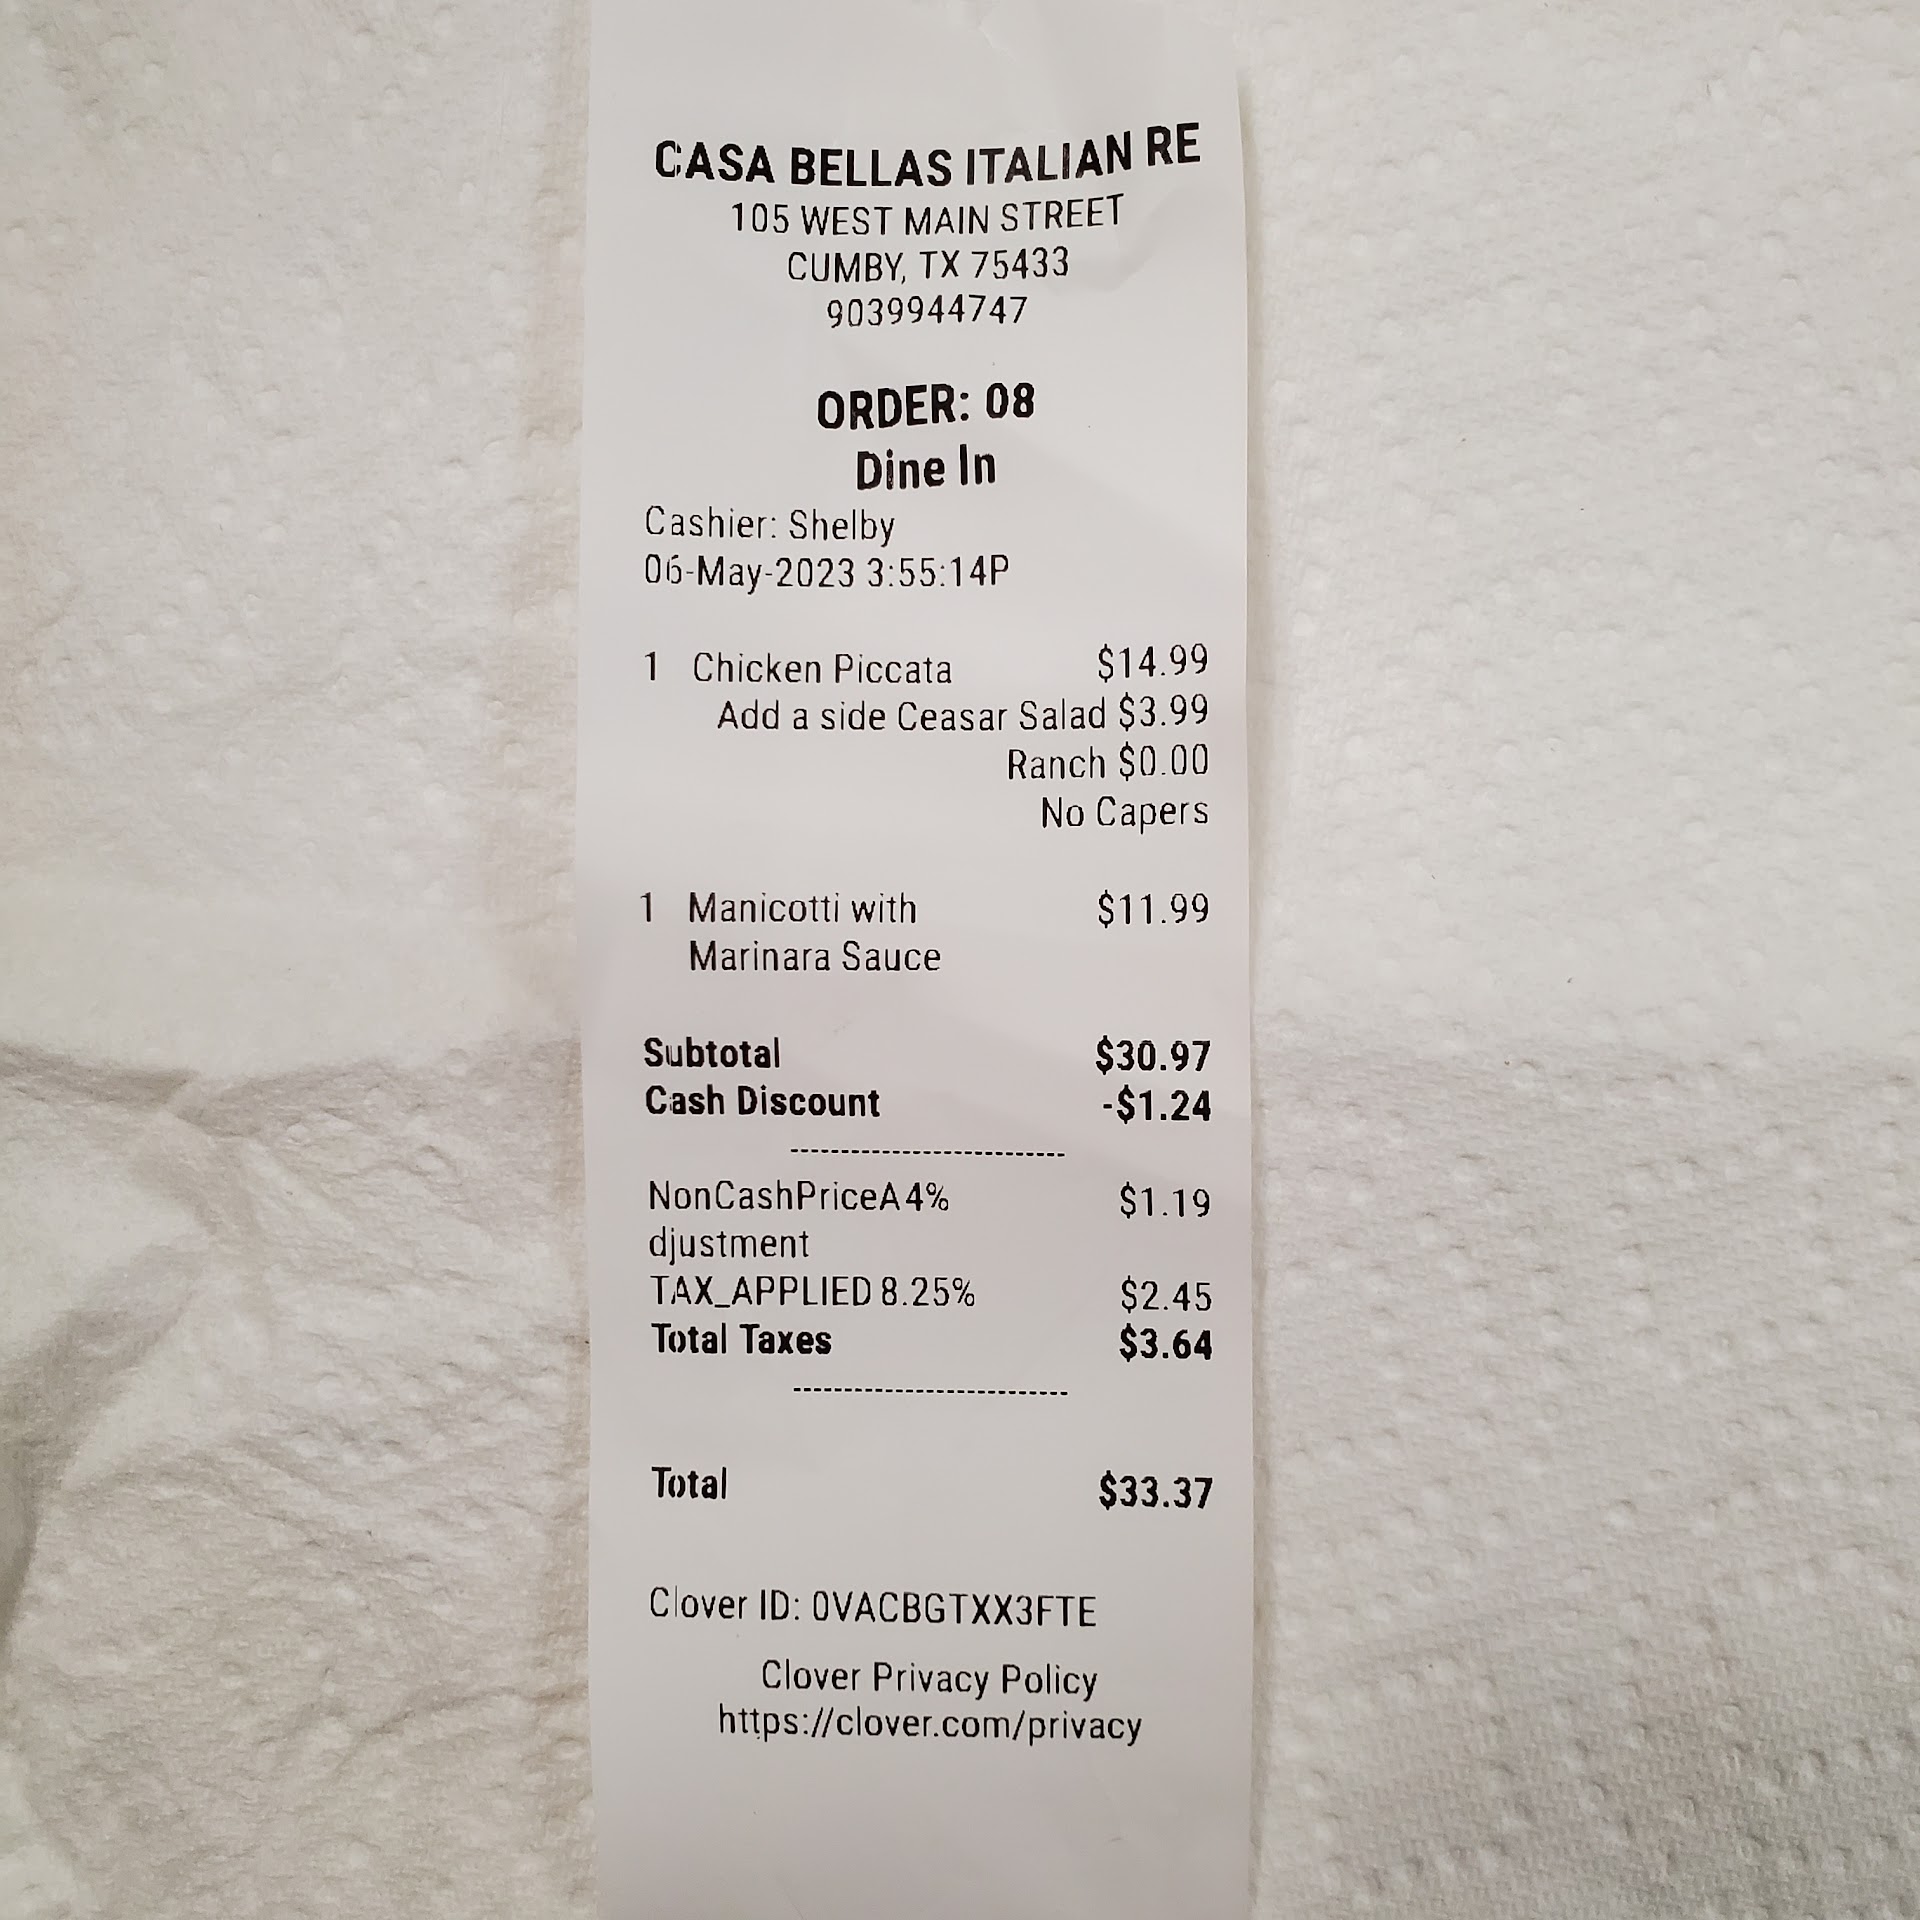 CASA BELLAS ITALIAN RE
105 WEST MAIN STREET
CUMBY, TX 75433
9039944747
ORDER: 08
Dine In
Cashier: Shelby
06-May-2023 3:55:14P
1 Chicken Piccata $14.99
Add a side Ceasar Salad $3.99
Ranch $0.00
No Capers
1 Manicotti with $11.99
Marinara Sauce
Subtotal $30.97
Cash Discount -$1.24
---------------------------
NonCashPriceA 4% $1.19
djustment
TAX_APPLIED 8.25% $2.45
Total Taxes $3.64
---------------------------
Total $33.37
Clover ID: 0VACBGTXX3FTE
Clover Privacy Policy
https://clover.com/privacy